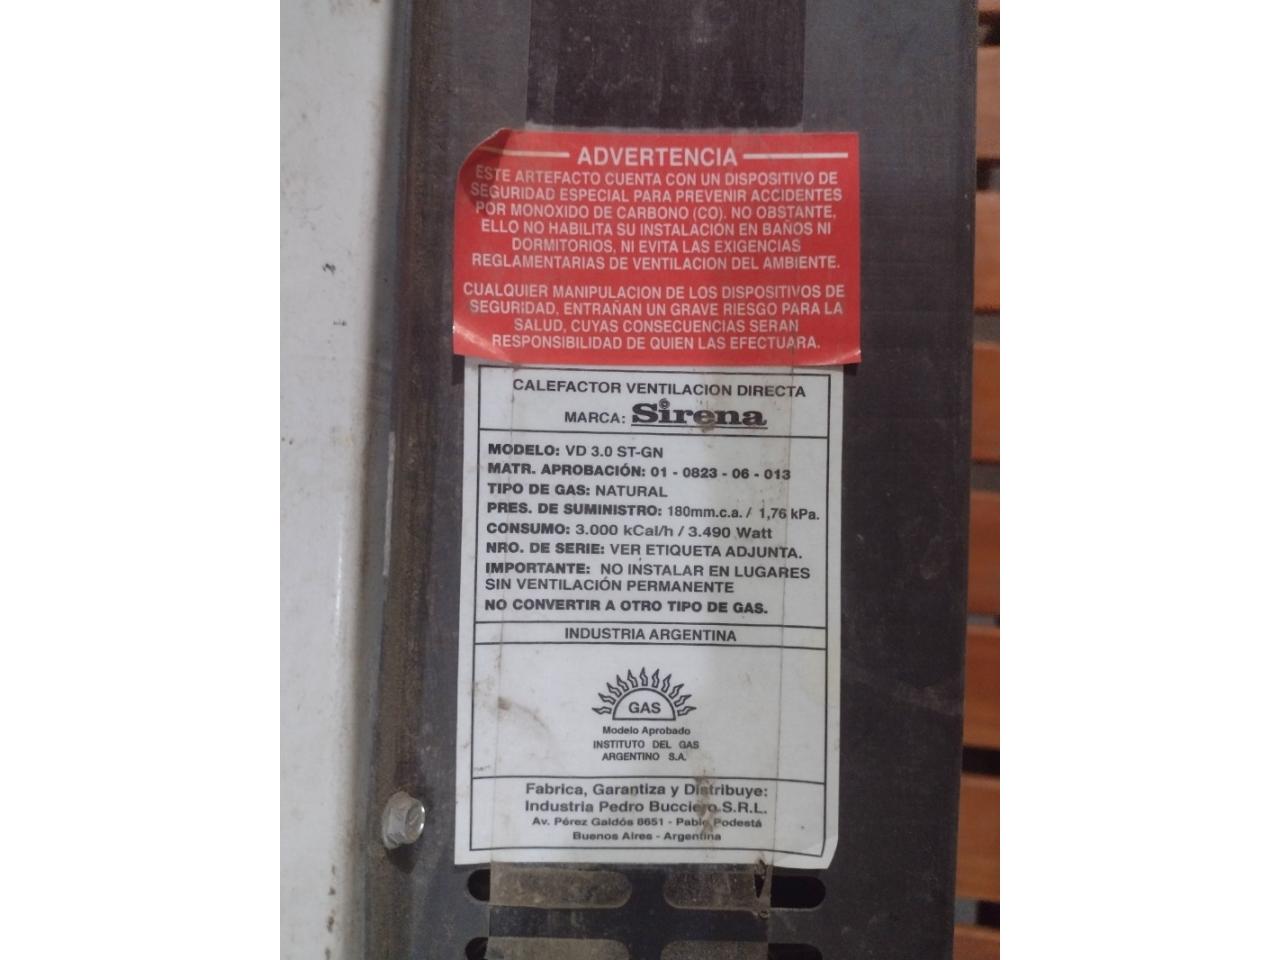 ADVERTENCIA
ESTE ARTEFACTO CUENTA CON UN DISPOSITIVO DE
SEGURIDAD ESPECIAL PARA PREVENIR ACCIDENTES
POR MONOXIDO DE CARBONO (CO). NO OBSTANTE,
ELLO NO HABILITA SU INSTALACIÓN EN BAÑOS NI
DORMITORIOS, NI EVITA LAS EXIGENCIAS
REGLAMENTARIAS DE VENTILACION DEL AMBIENTE.
CUALQUIER MANIPULACION DE LOS DISPOSITIVOS DE
SEGURIDAD, ENTRAÑAN UN GRAVE RIESGO PARA LA
SALUD, CUYAS CONSECUENCIAS SERAN
RESPONSIBILIDAD DE QUIEN LAS EFECTUARA.
CALEFACTOR VENTILACION DIRECTA
MARCA: Sirena
MODELO: VD 3.0 ST-GN
MATR. APROBACIÓN: 01 - 0823 - 06 - 013
TIPO DE GAS: NATURAL
PRES. DE SUMINISTRO: 180mm.c.a. / 1,76 kPa.
CONSUMO: 3.000 kCal/h / 3.490 Watt
NRO. DE SERIE: VER ETIQUETA ADJUNTA.
IMPORTANTE: NO INSTALAR EN LUGARES
SIN VENTILACIÓN PERMANENTE
NO CONVERTIR A OTRO TIPO DE GAS.
INDUSTRIA ARGENTINA
GAS
Modelo Aprobado
INSTITUTO DEL GAS
ARGENTINO S.A.
Fabrica, Garantiza y Distribuye:
Industria Pedro Bucciero S.R.L.
Av. Pérez Galdós 8651 - Pablo Podestá
Buenos Aires - Argentina